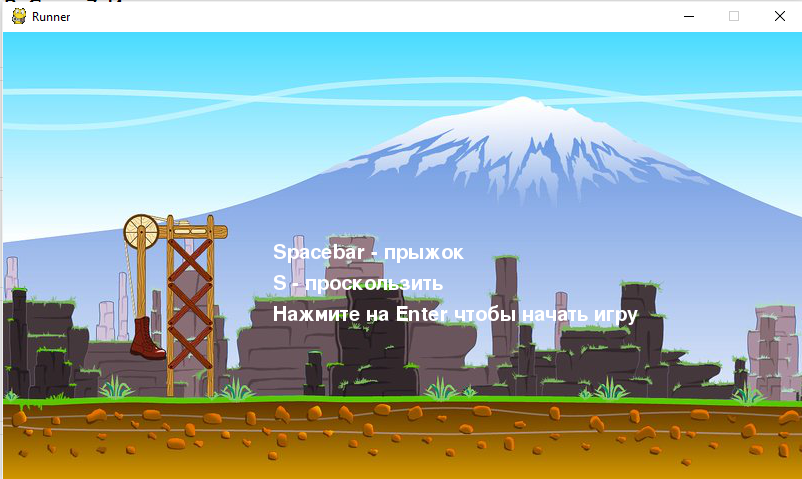 Runner
Spacebar - прыжок
S - проскользить
Нажмите на Enter чтобы начать игру